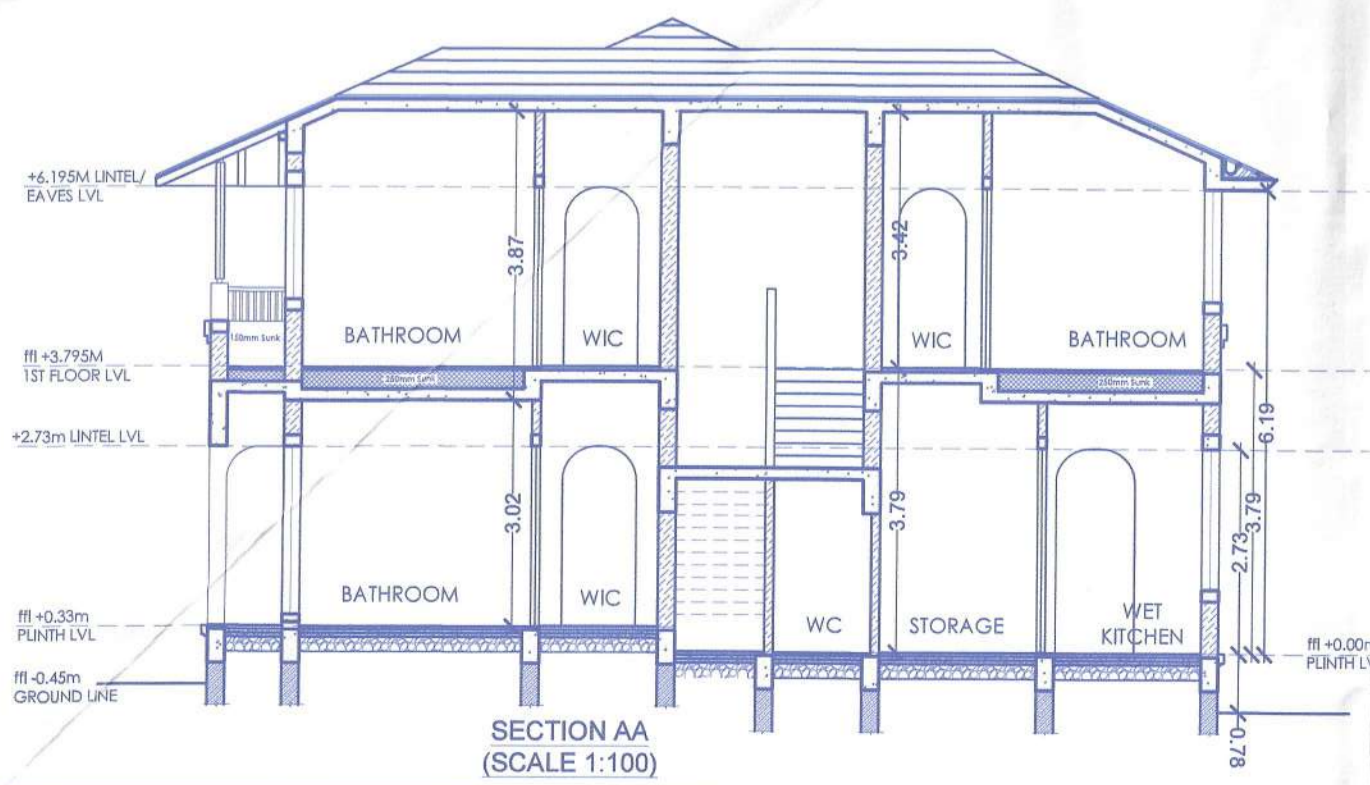 +6.195M LINTEL/
EAVES LVL
3.87
3.42
BATHROOM
WIC
WIC
BATHROOM
150mm Sunk
ffl +3.795M
1ST FLOOR LVL
250mm Sunk
250mm Sunk
6.19
+2.73m LINTEL LVL
3.02
3.79
3.79
2.73
BATHROOM
WIC
WC
STORAGE
WET
KITCHEN
ffl +0.33m
PLINTH LVL
ffl +0.00m
PLINTH LV
ffl -0.45m
GROUND LINE
0.78
SECTION AA
(SCALE 1:100)